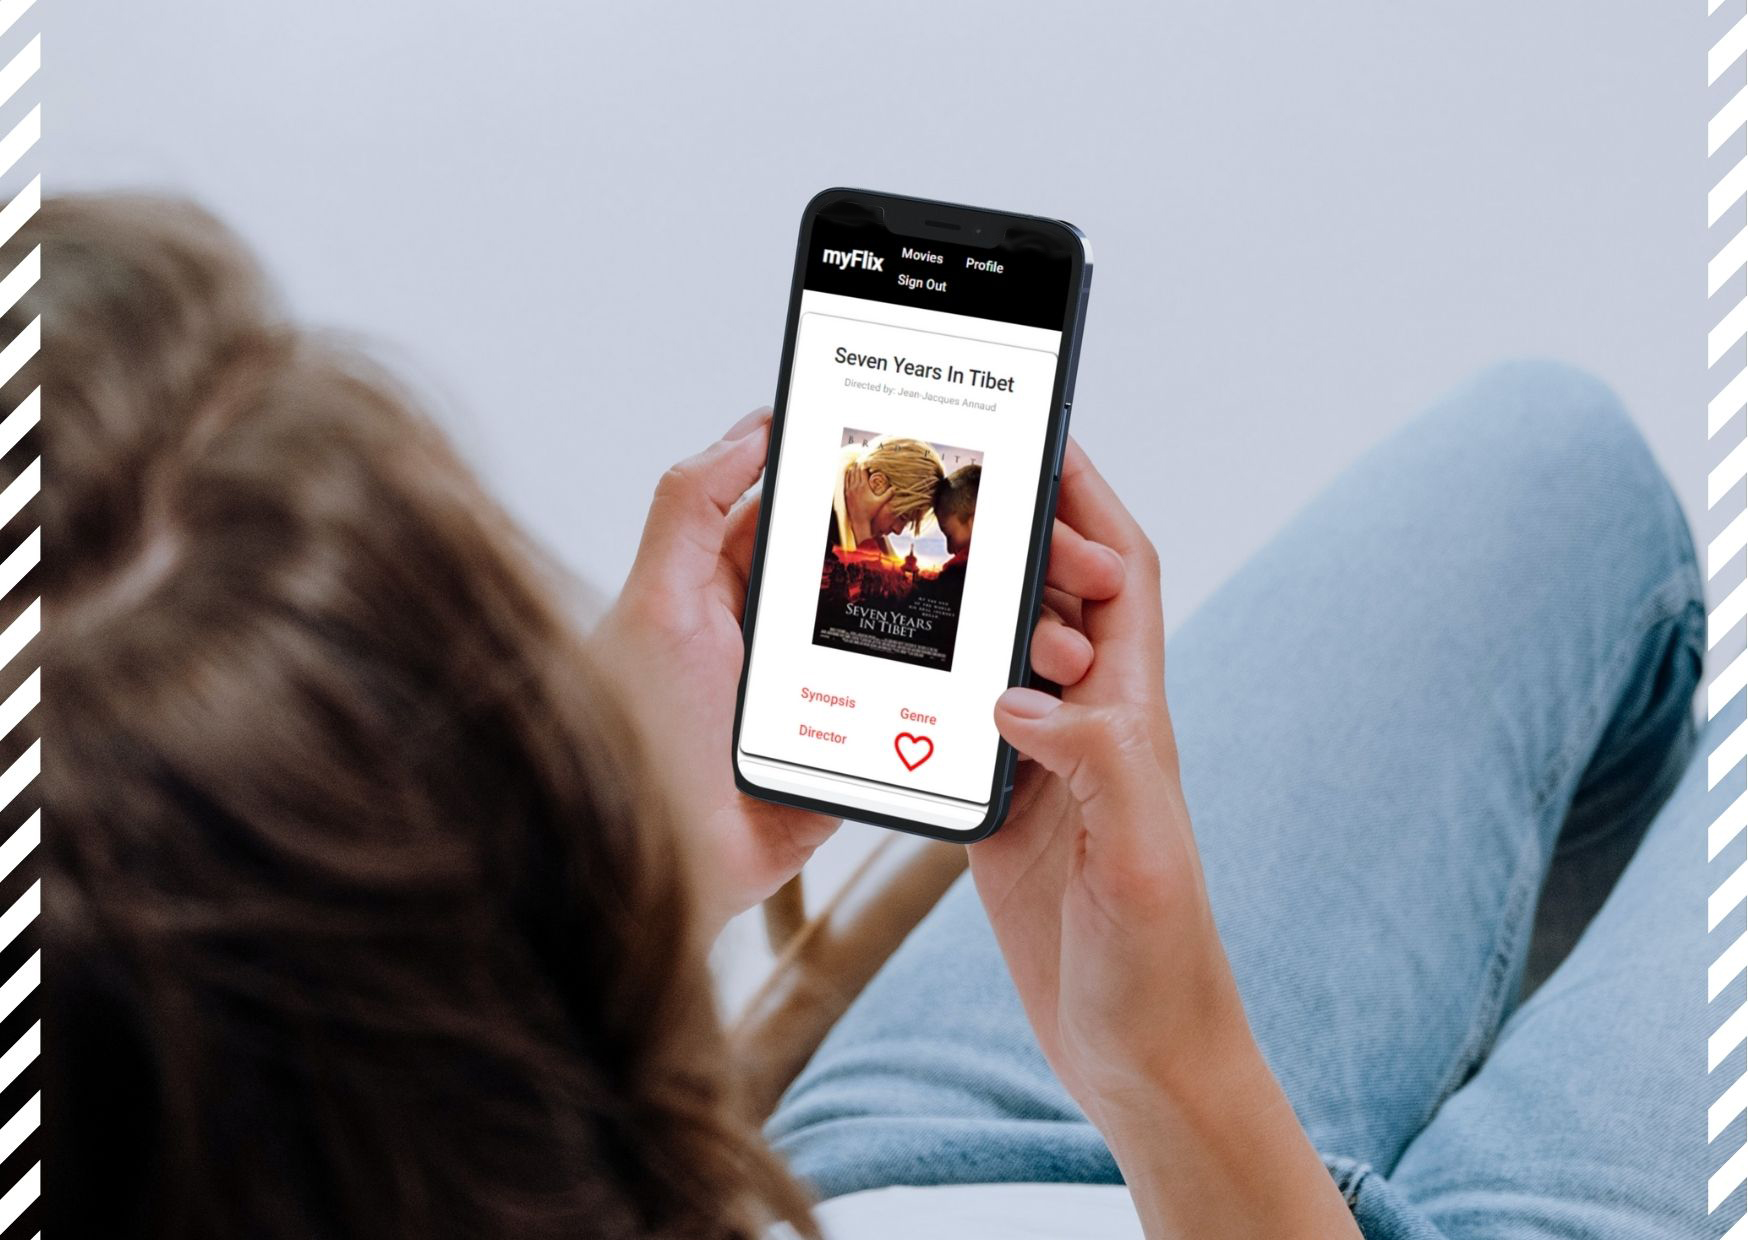 myFlix
Movies
Profile
Sign Out
Seven Years In Tibet
Directed by: Jean-Jacques Annaud
BRAD PITT
SEVEN YEARS
IN TIBET
Synopsis
Genre
Director